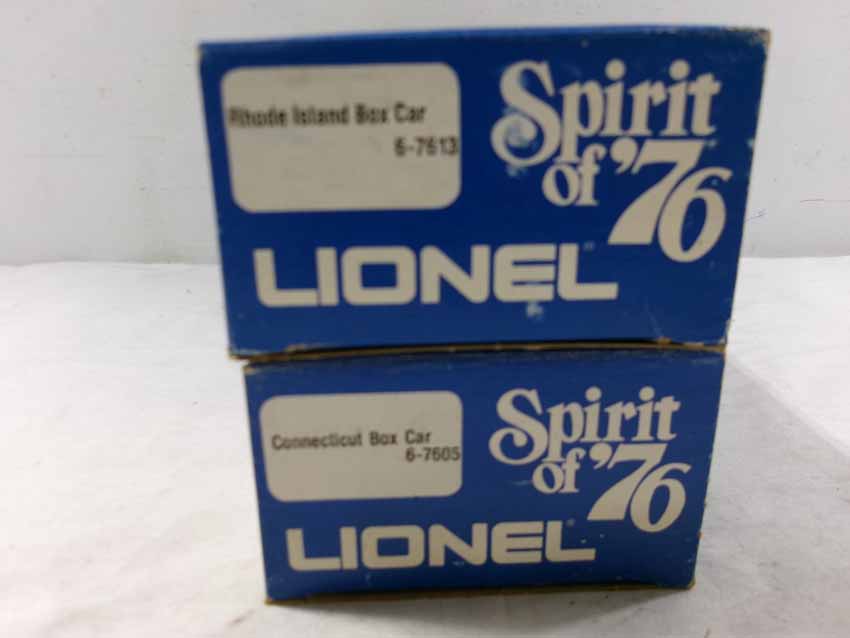 Rhode Island Box Car
6-7613
Spirit
of '76
LIONEL
Connecticut Box Car
6-7605
Spirit
of '76
LIONEL